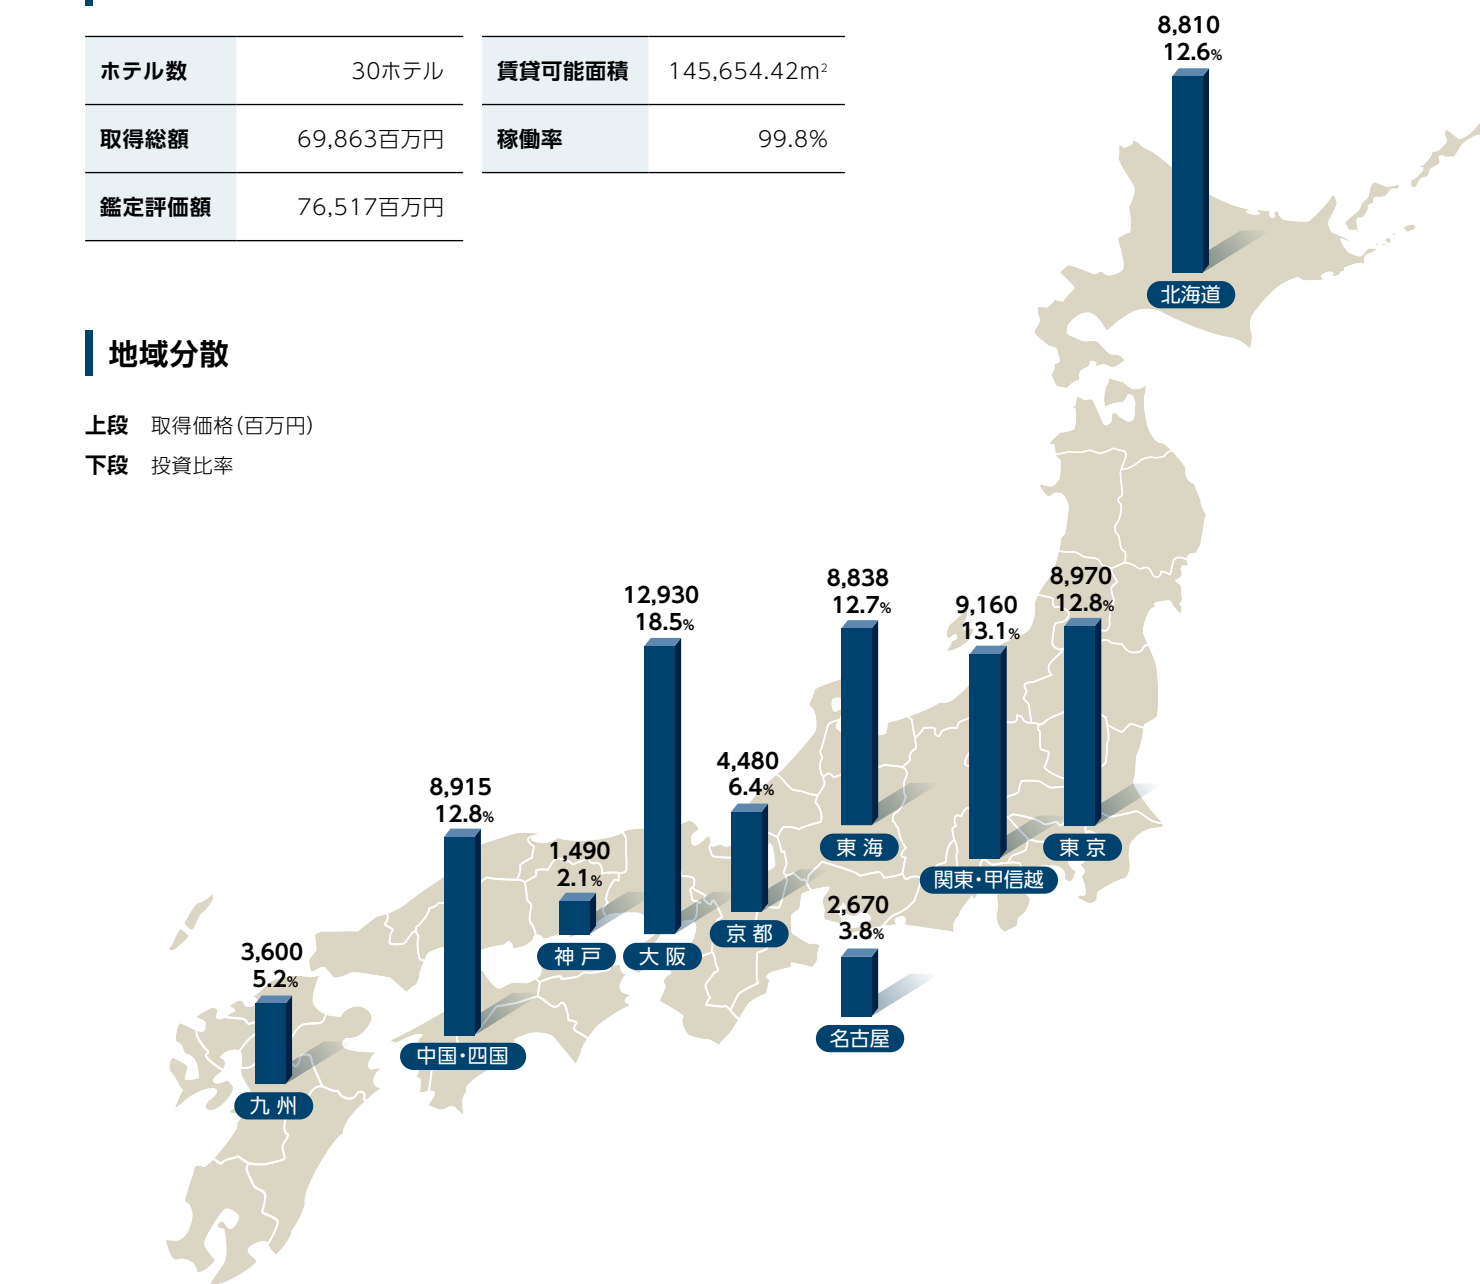 ホテル数 30ホテル
取得総額 69,863百万円
鑑定評価額 76,517百万円
賃貸可能面積 145,654.42m²
稼働率 99.8%
地域分散
上段 取得価格(百万円)
下段 投資比率
8,810
12.6%
北海道
8,970
12.8%
東京
9,160
13.1%
関東・甲信越
8,838
12.7%
東海
2,670
3.8%
名古屋
4,480
6.4%
京都
12,930
18.5%
大阪
1,490
2.1%
神戸
8,915
12.8%
中国・四国
3,600
5.2%
九州